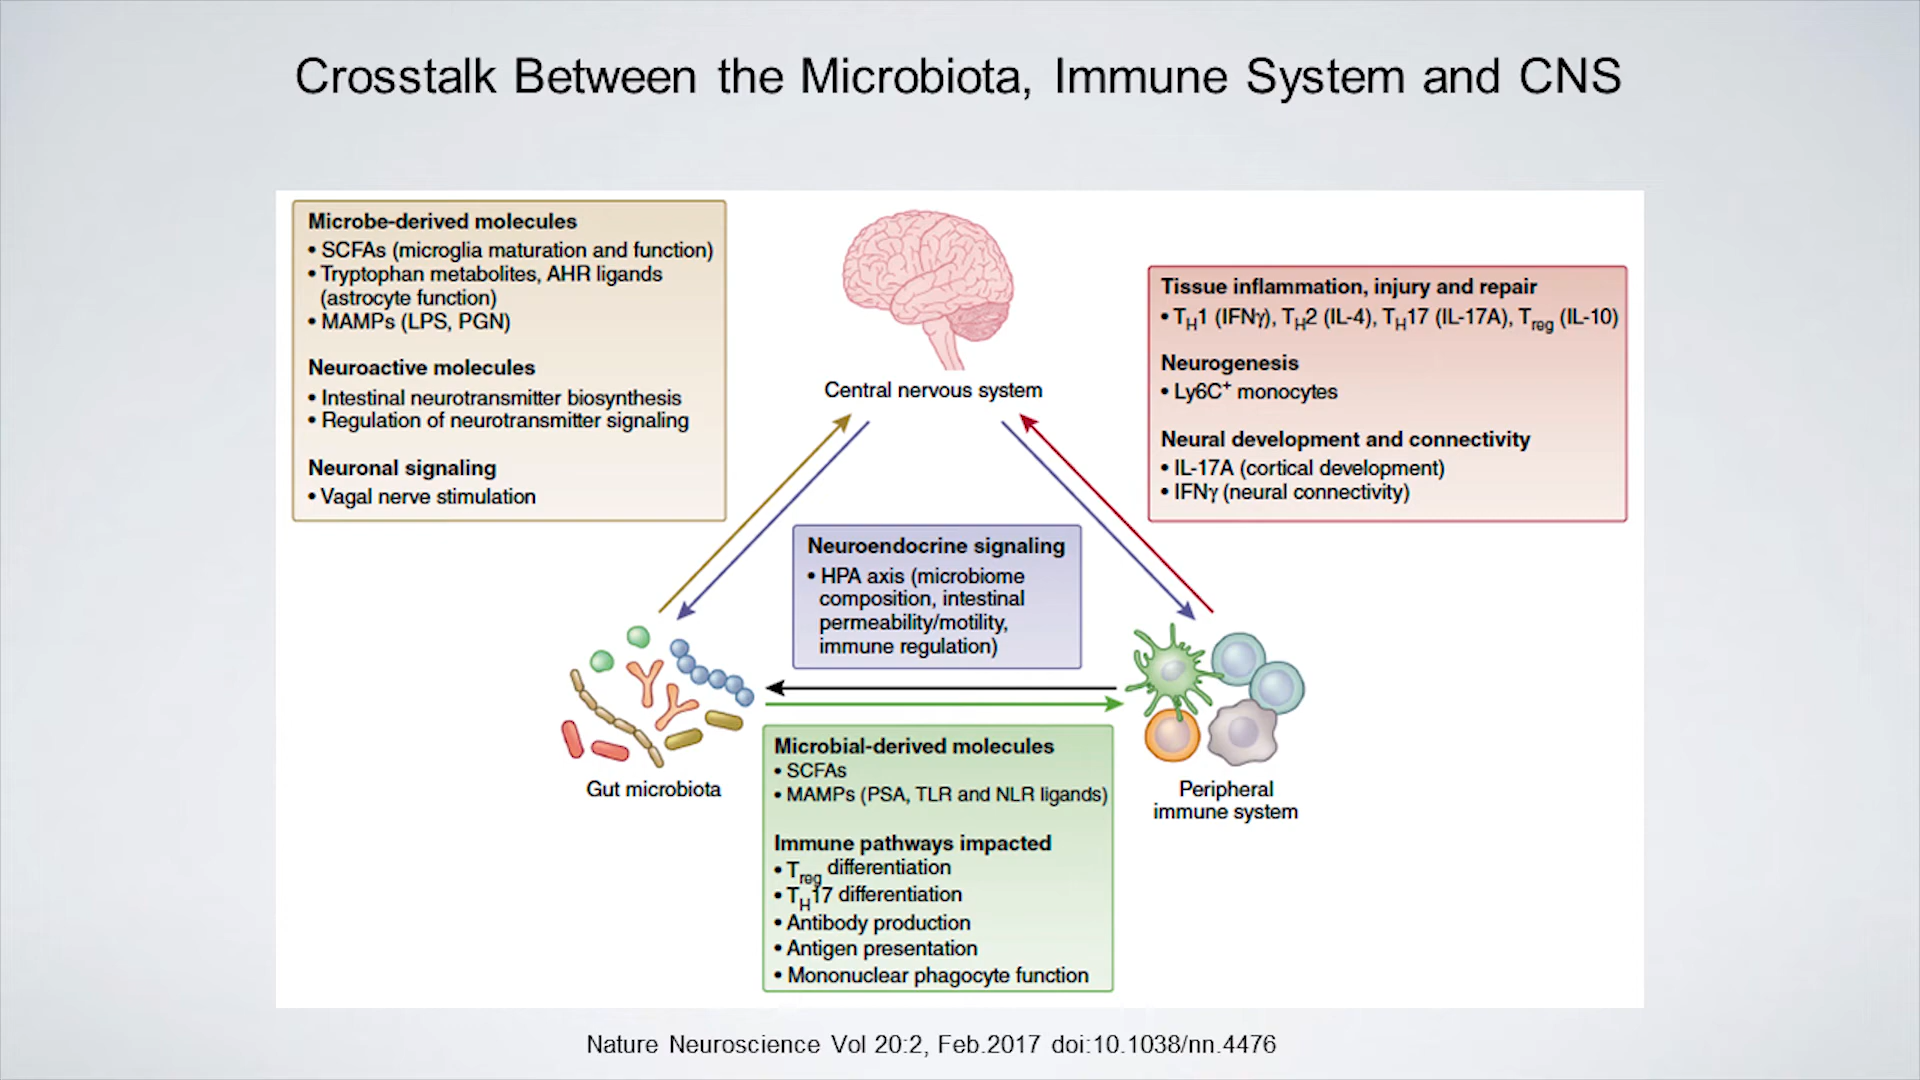 Crosstalk Between the Microbiota, Immune System and CNS
Microbe-derived molecules
• SCFAs (microglia maturation and function)
• Tryptophan metabolites, AHR ligands
(astrocyte function)
• MAMPs (LPS, PGN)
Neuroactive molecules
• Intestinal neurotransmitter biosynthesis
• Regulation of neurotransmitter signaling
Neuronal signaling
• Vagal nerve stimulation
Central nervous system
Tissue inflammation, injury and repair
• TH1 (IFNγ), TH2 (IL-4), TH17 (IL-17A), Treg (IL-10)
Neurogenesis
• Ly6C+ monocytes
Neural development and connectivity
• IL-17A (cortical development)
• IFNγ (neural connectivity)
Neuroendocrine signaling
• HPA axis (microbiome
composition, intestinal
permeability/motility,
immune regulation)
Gut microbiota
Peripheral
immune system
Microbial-derived molecules
• SCFAs
• MAMPs (PSA, TLR and NLR ligands)
Immune pathways impacted
• Treg differentiation
• TH17 differentiation
• Antibody production
• Antigen presentation
• Mononuclear phagocyte function
Nature Neuroscience Vol 20:2, Feb.2017 doi:10.1038/nn.4476